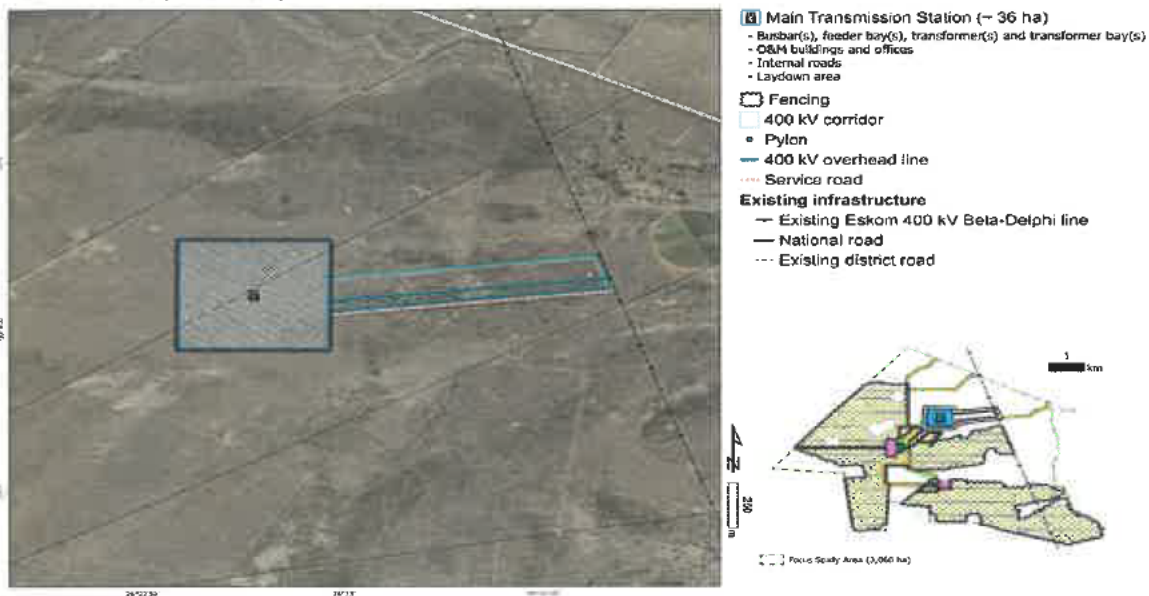 Main Transmission Station (~ 36 ha)
- Busbar(s), feeder bay(s), transformer(s) and transformer bay(s)
- O&M buildings and offices
- Internal roads
- Laydown area
Fencing
400 kV corridor
Pylon
400 kV overhead line
Service road
Existing infrastructure
Existing Eskom 400 kV Beta-Delphi line
National road
Existing district road
km
N
250
m
Focus Study Area (3,060 ha)